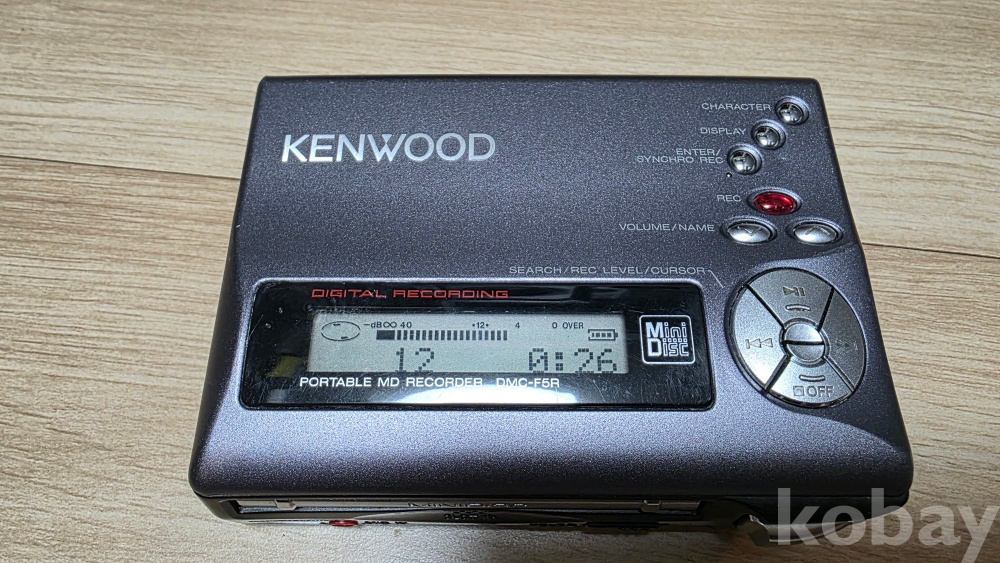 KENWOOD
CHARACTER
DISPLAY
ENTER/
SYNCHRO REC
REC
VOLUME/NAME
SEARCH/REC LEVEL/CURSOR
DIGITAL RECORDING
-dB∞ 40 •12• 4 0 OVER
12 0:26
Mini
Disc
PORTABLE MD RECORDER DMC-F5R
OFF
kobay